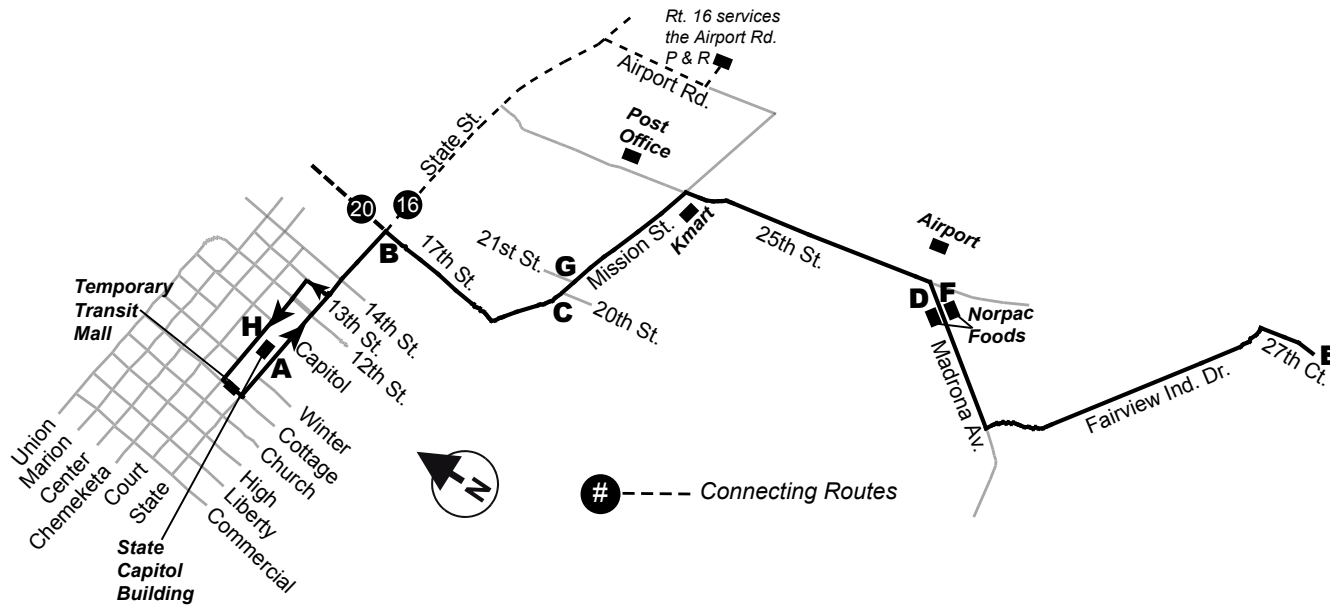 Rt. 16 services
the Airport Rd.
P & R
Airport Rd.
State St.
Post
Office
20
16
B
17th St.
21st St.
G
Mission St.
Kmart
C
20th St.
25th St.
Airport
D
F
Norpac
Foods
Madrona Av.
Fairview Ind. Dr.
27th Ct.
E
Temporary
Transit
Mall
H
A
14th St.
13th St.
12th St.
Capitol
Winter
Cottage
Church
High
Liberty
Commercial
Union
Marion
Center
Chemeketa
Court
State
State
Capitol
Building
N
#
Connecting Routes